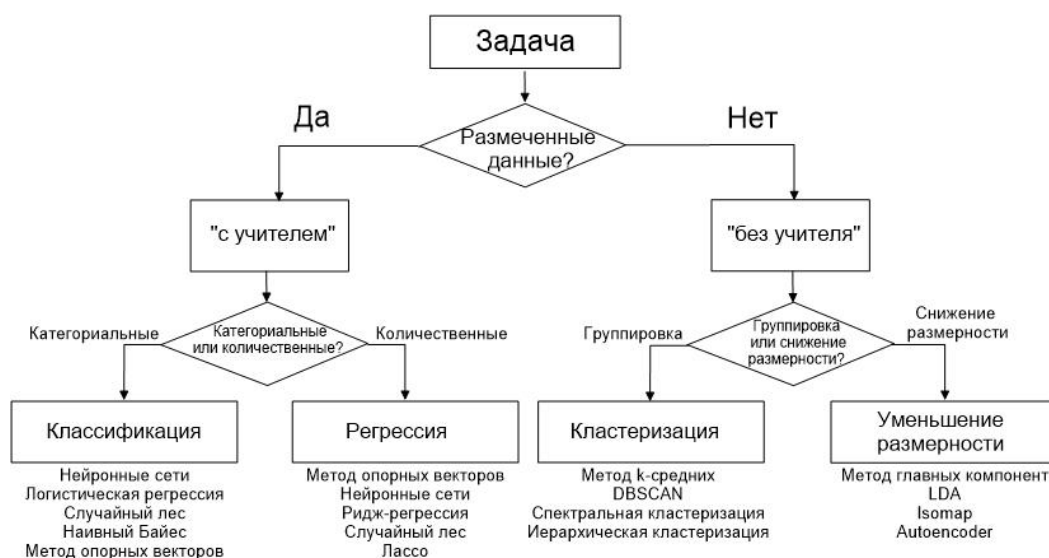 Задача
Да
Нет
Размеченные
данные?
"с учителем"
"без учителя"
Категориальные
Категориальные
или количественные?
Количественные
Группировка
Группировка
или снижение
размерности?
Снижение
размерности
Классификация
Регрессия
Кластеризация
Уменьшение
размерности
Нейронные сети
Логистическая регрессия
Случайный лес
Наивный Байес
Метод опорных векторов
Метод опорных векторов
Нейронные сети
Ридж-регрессия
Случайный лес
Лассо
Метод k-средних
DBSCAN
Спектральная кластеризация
Иерархическая кластеризация
Метод главных компонент
LDA
Isomap
Autoencoder